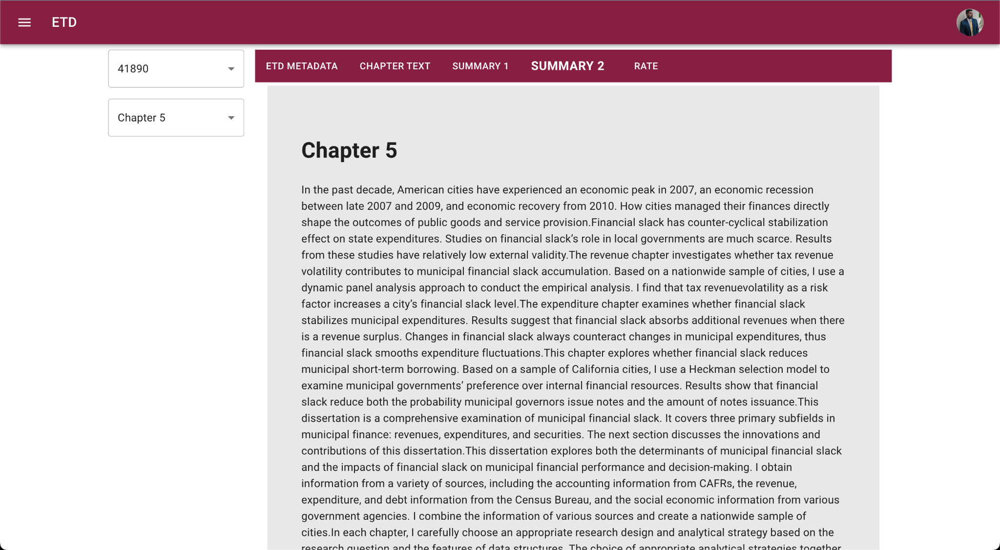 ETD
41890
Chapter 5
ETD METADATA CHAPTER TEXT SUMMARY 1 SUMMARY 2 RATE
Chapter 5
In the past decade, American cities have experienced an economic peak in 2007, an economic recession
between late 2007 and 2009, and economic recovery from 2010. How cities managed their finances directly
shape the outcomes of public goods and service provision.Financial slack has counter-cyclical stabilization
effect on state expenditures. Studies on financial slack’s role in local governments are much scarce. Results
from these studies have relatively low external validity.The revenue chapter investigates whether tax revenue
volatility contributes to municipal financial slack accumulation. Based on a nationwide sample of cities, I use a
dynamic panel analysis approach to conduct the empirical analysis. I find that tax revenuevolatility as a risk
factor increases a city’s financial slack level.The expenditure chapter examines whether financial slack
stabilizes municipal expenditures. Results suggest that financial slack absorbs additional revenues when there
is a revenue surplus. Changes in financial slack always counteract changes in municipal expenditures, thus
financial slack smooths expenditure fluctuations.This chapter explores whether financial slack reduces
municipal short-term borrowing. Based on a sample of California cities, I use a Heckman selection model to
examine municipal governments’ preference over internal financial resources. Results show that financial
slack reduce both the probability municipal governors issue notes and the amount of notes issuance.This
dissertation is a comprehensive examination of municipal financial slack. It covers three primary subfields in
municipal finance: revenues, expenditures, and securities. The next section discusses the innovations and
contributions of this dissertation.This dissertation explores both the determinants of municipal financial slack
and the impacts of financial slack on municipal financial performance and decision-making. I obtain
information from a variety of sources, including the accounting information from CAFRs, the revenue,
expenditure, and debt information from the Census Bureau, and the social economic information from various
government agencies. I combine the information of various sources and create a nationwide sample of
cities.In each chapter, I carefully choose an appropriate research design and analytical strategy based on the
research question and the features of data structures. The choice of appropriate analytical strategies together